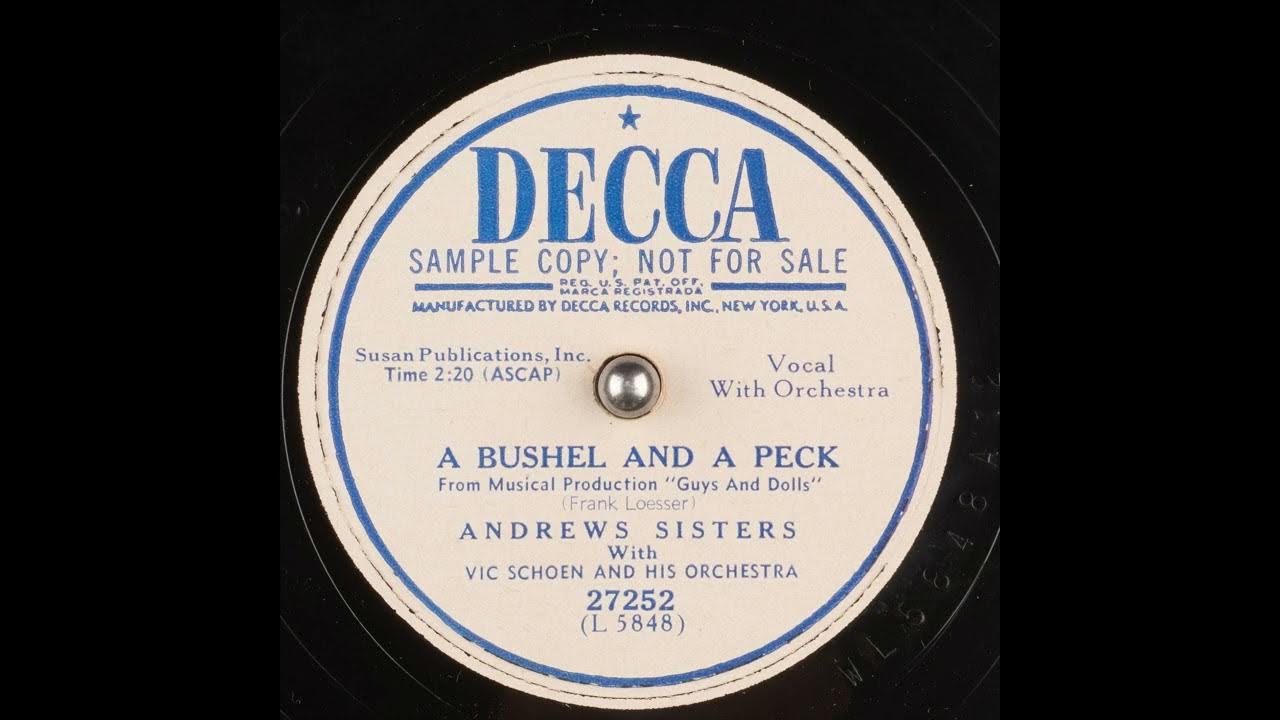 DECCA
SAMPLE COPY; NOT FOR SALE
REG. U.S. PAT. OFF.
MARCA REGISTRADA
MANUFACTURED BY DECCA RECORDS, INC., NEW YORK, U.S.A.
Susan Publications, Inc.
Time 2:20 (ASCAP)
Vocal
With Orchestra
A BUSHEL AND A PECK
From Musical Production "Guys And Dolls"
(Frank Loesser)
ANDREWS SISTERS
With
VIC SCHOEN AND HIS ORCHESTRA
27252
(L 5848)